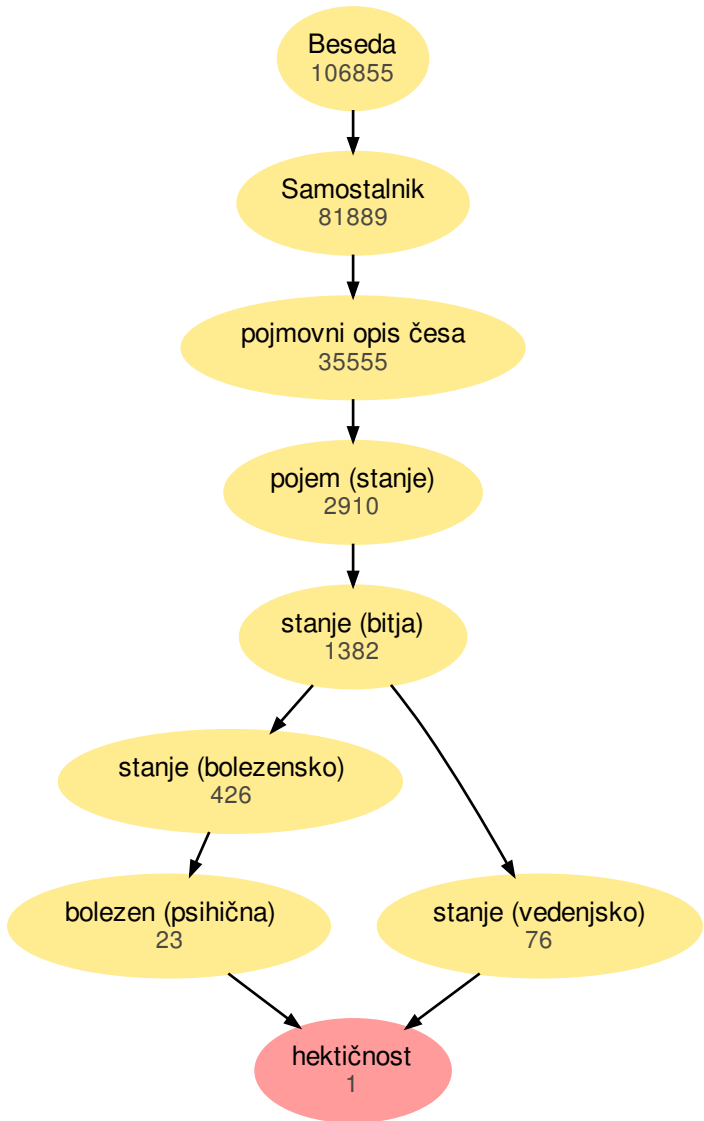 Beseda
106855
Samostalnik
81889
pojmovni opis česa
35555
pojem (stanje)
2910
stanje (bitja)
1382
stanje (bolezensko)
426
bolezen (psihična)
23
stanje (vedenjsko)
76
hektičnost
1